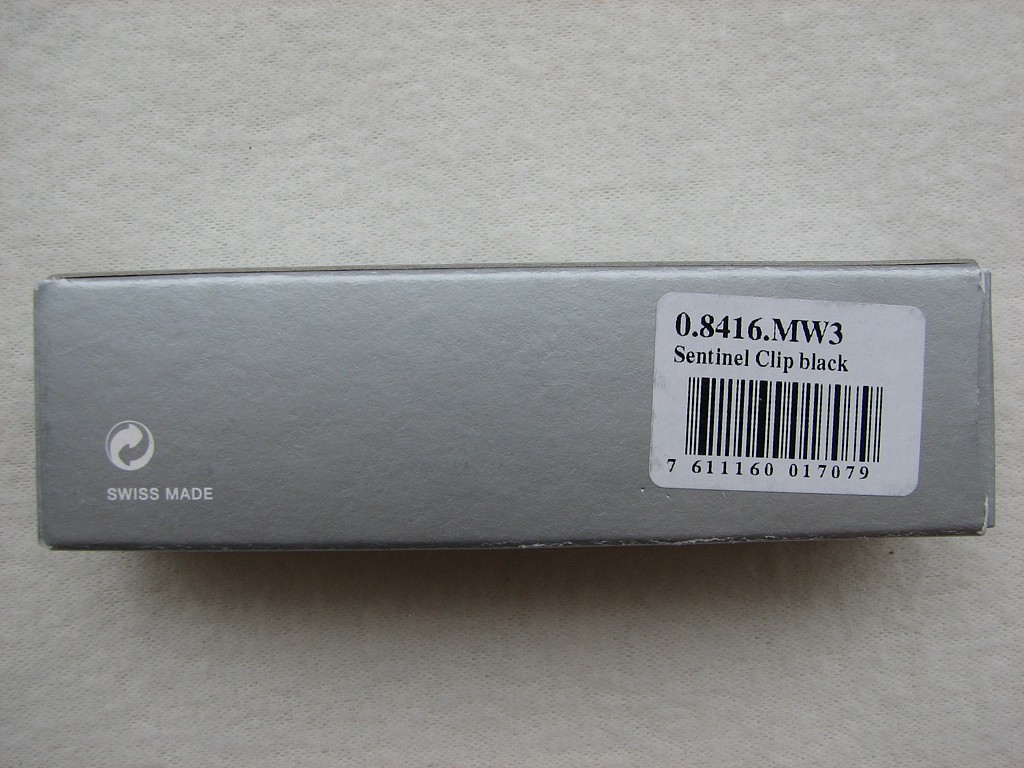 0.8416.MW3
Sentinel Clip black
7 611160 017079
SWISS MADE